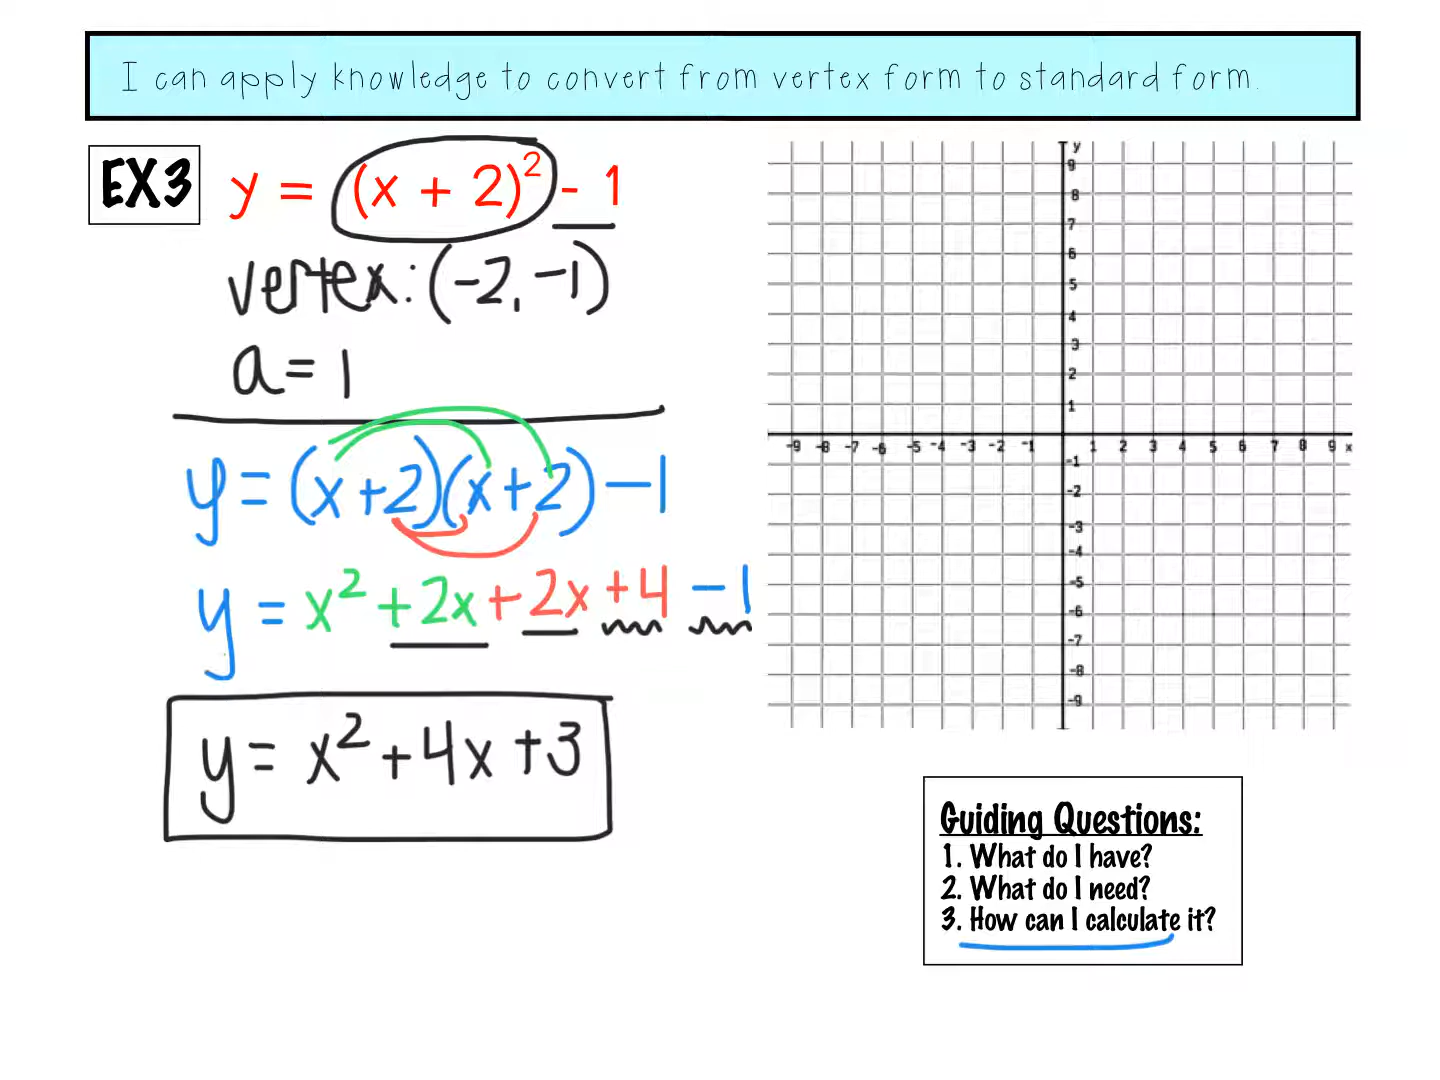 I can apply knowledge to convert from vertex form to standard form.
EX3
y = (x + 2)² - 1
vertex: (-2, -1)
a = 1
y = (x + 2)(x + 2) - 1
y = x² + 2x + 2x + 4 - 1
y = x² + 4x + 3
y
9
8
7
6
5
4
3
2
1
-9 -8 -7 -6 -5 -4 -3 -2 -1 1 2 3 4 5 6 7 8 9 x
-1
-2
-3
-4
-5
-6
-7
-8
-9
Guiding Questions:
1. What do I have?
2. What do I need?
3. How can I calculate it?